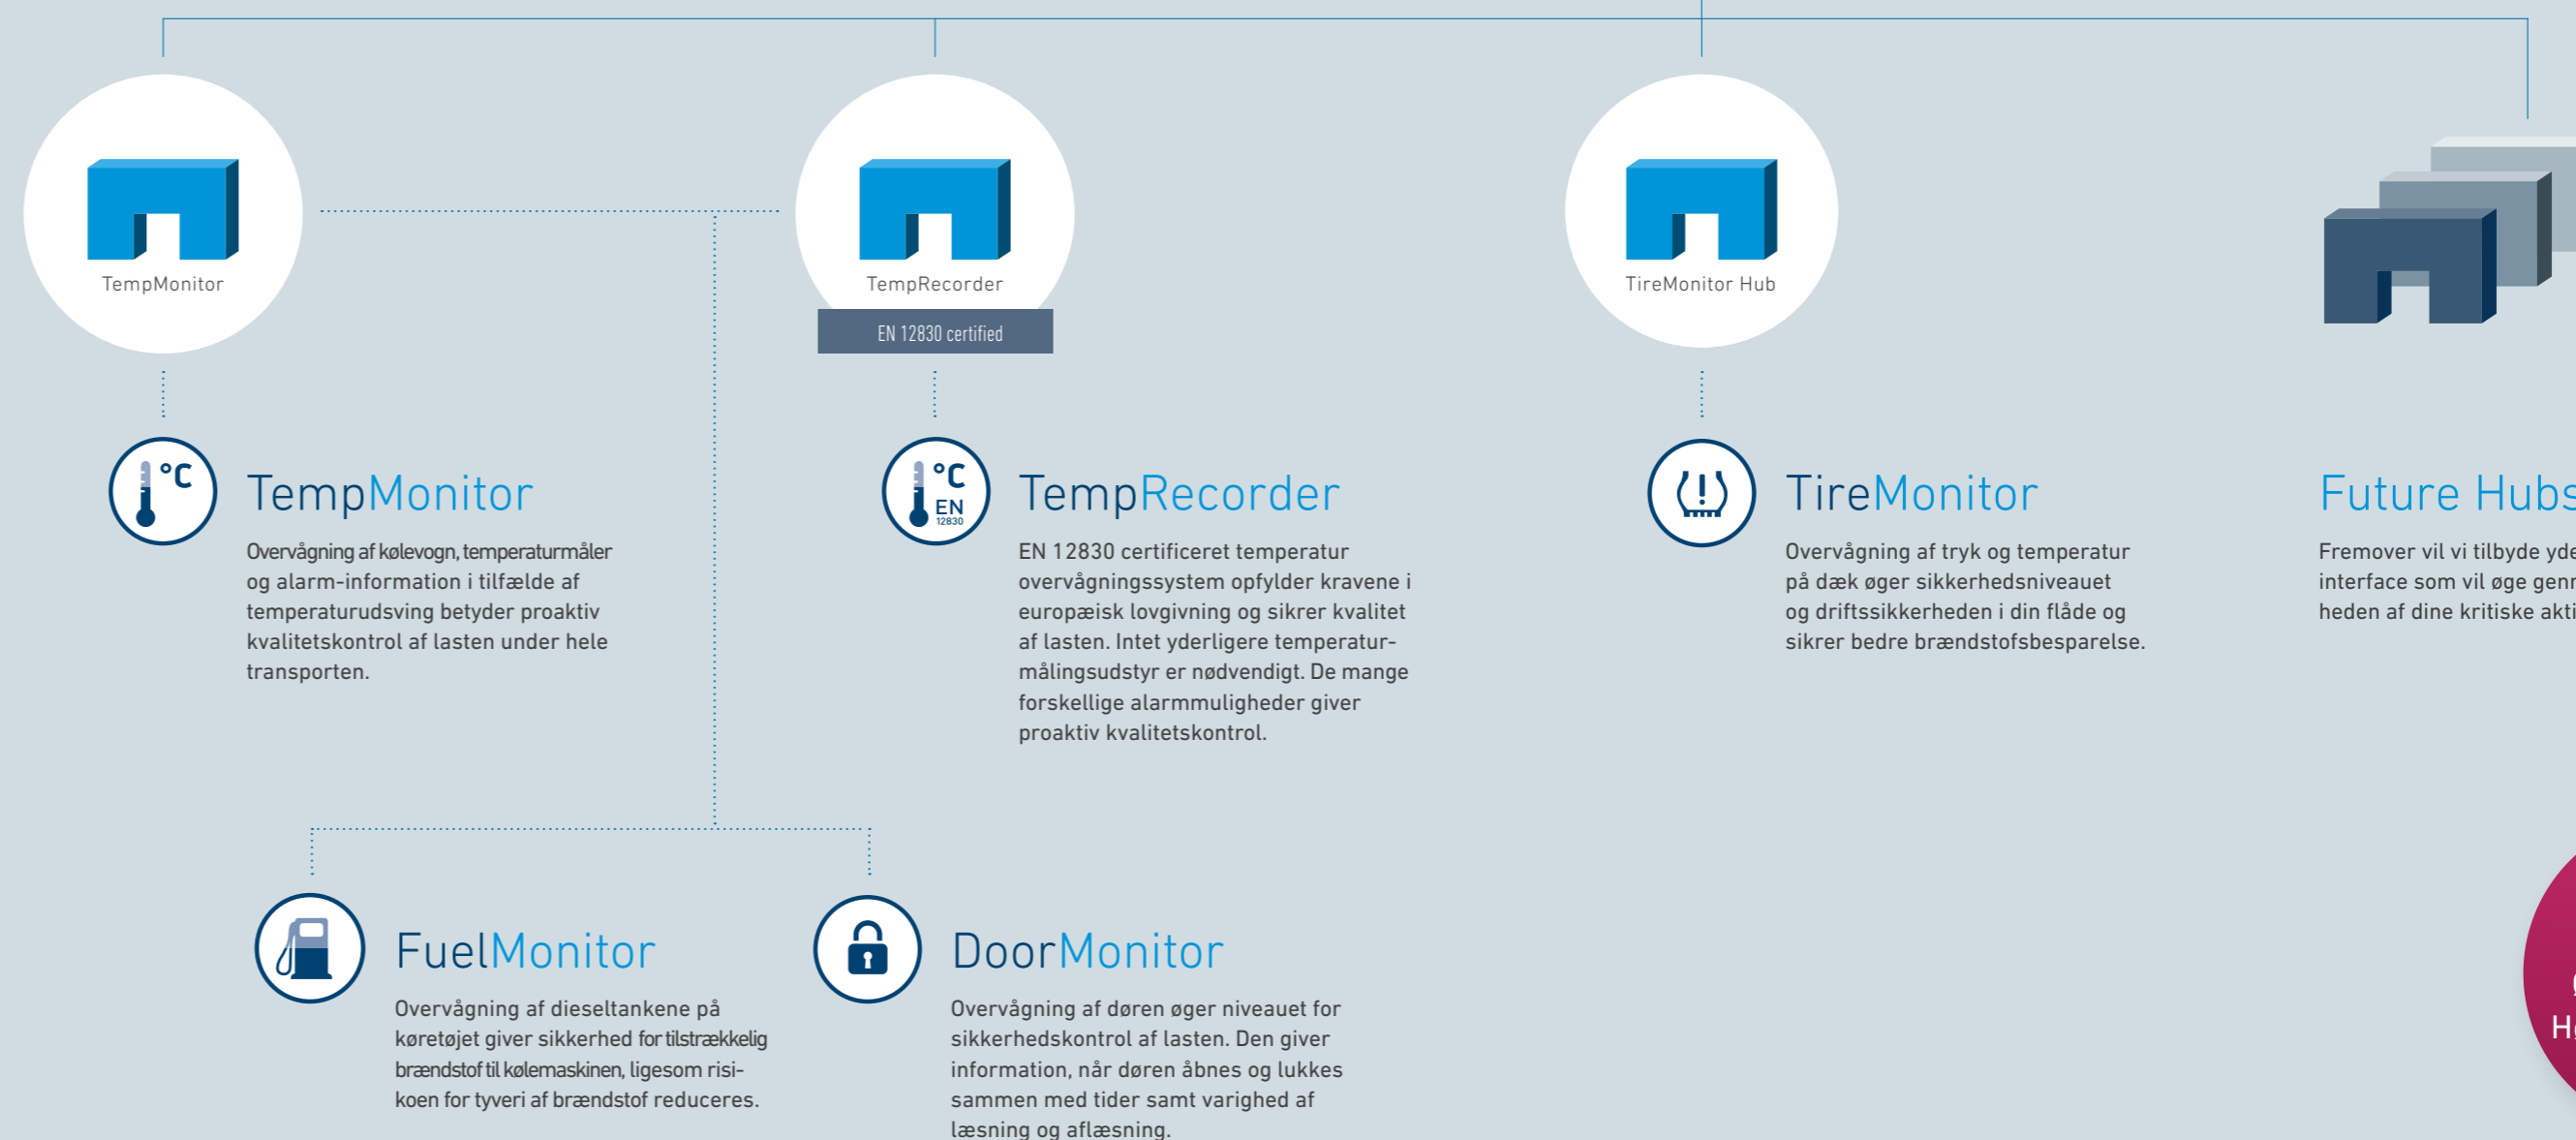 TempMonitor
TempRecorder
EN 12830 certified
TireMonitor Hub
°C
TempMonitor
Overvågning af kølevogn, temperaturmåler
og alarm-information i tilfælde af
temperaturudsving betyder proaktiv
kvalitetskontrol af lasten under hele
transporten.
°C
EN
12830
TempRecorder
EN 12830 certificeret temperatur
overvågningssystem opfylder kravene i
europæisk lovgivning og sikrer kvalitet
af lasten. Intet yderligere temperatur-
målingsudstyr er nødvendigt. De mange
forskellige alarmmuligheder giver
proaktiv kvalitetskontrol.
TireMonitor
Overvågning af tryk og temperatur
på dæk øger sikkerhedsniveauet
og driftssikkerheden i din flåde og
sikrer bedre brændstofsbesparelse.
Future Hubs
Fremover vil vi tilbyde
interface som vil øge
heden af dine kritiske
FuelMonitor
Overvågning af dieseltankene på
køretøjet giver sikkerhed for tilstrækkelig
brændstof til kølemaskinen, ligesom risi-
koen for tyveri af brændstof reduceres.
DoorMonitor
Overvågning af døren øger niveauet for
sikkerhedskontrol af lasten. Den giver
information, når døren åbnes og lukkes
sammen med tider samt varighed af
læsning og aflæsning.